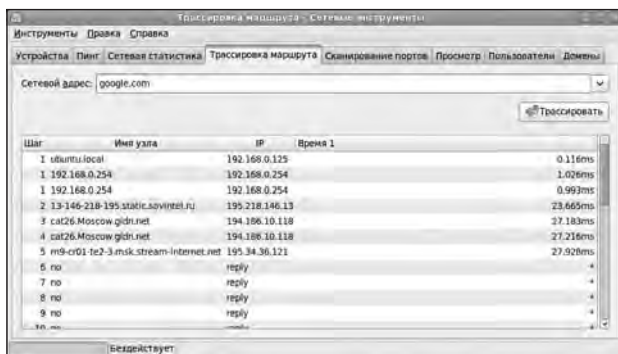 Трассировка маршрута - Сетевые инструменты
Инструменты Правка Справка
Устройства Пинг Сетевая статистика Трассировка маршрута Сканирование портов Просмотр Пользователи Домены
Сетевой адрес: google.com
Трассировать
Шаг Имя узла IP Время 1
1 ubuntu.local 192.168.0.125 0.116ms
1 192.168.0.254 192.168.0.254 1.026ms
1 192.168.0.254 192.168.0.254 0.993ms
2 13-146-218-195.static.sovintel.ru 195.218.146.13 23.665ms
3 cat26.Moscow.gldn.net 194.186.10.118 27.183ms
4 cat26.Moscow.gldn.net 194.186.10.118 27.216ms
5 m9-cr01-te2-3.msk.stream-internet.net 195.34.36.121 27.928ms
6 no reply *
7 no reply *
8 no reply *
9 no reply *
10 no reply *
Бездействует